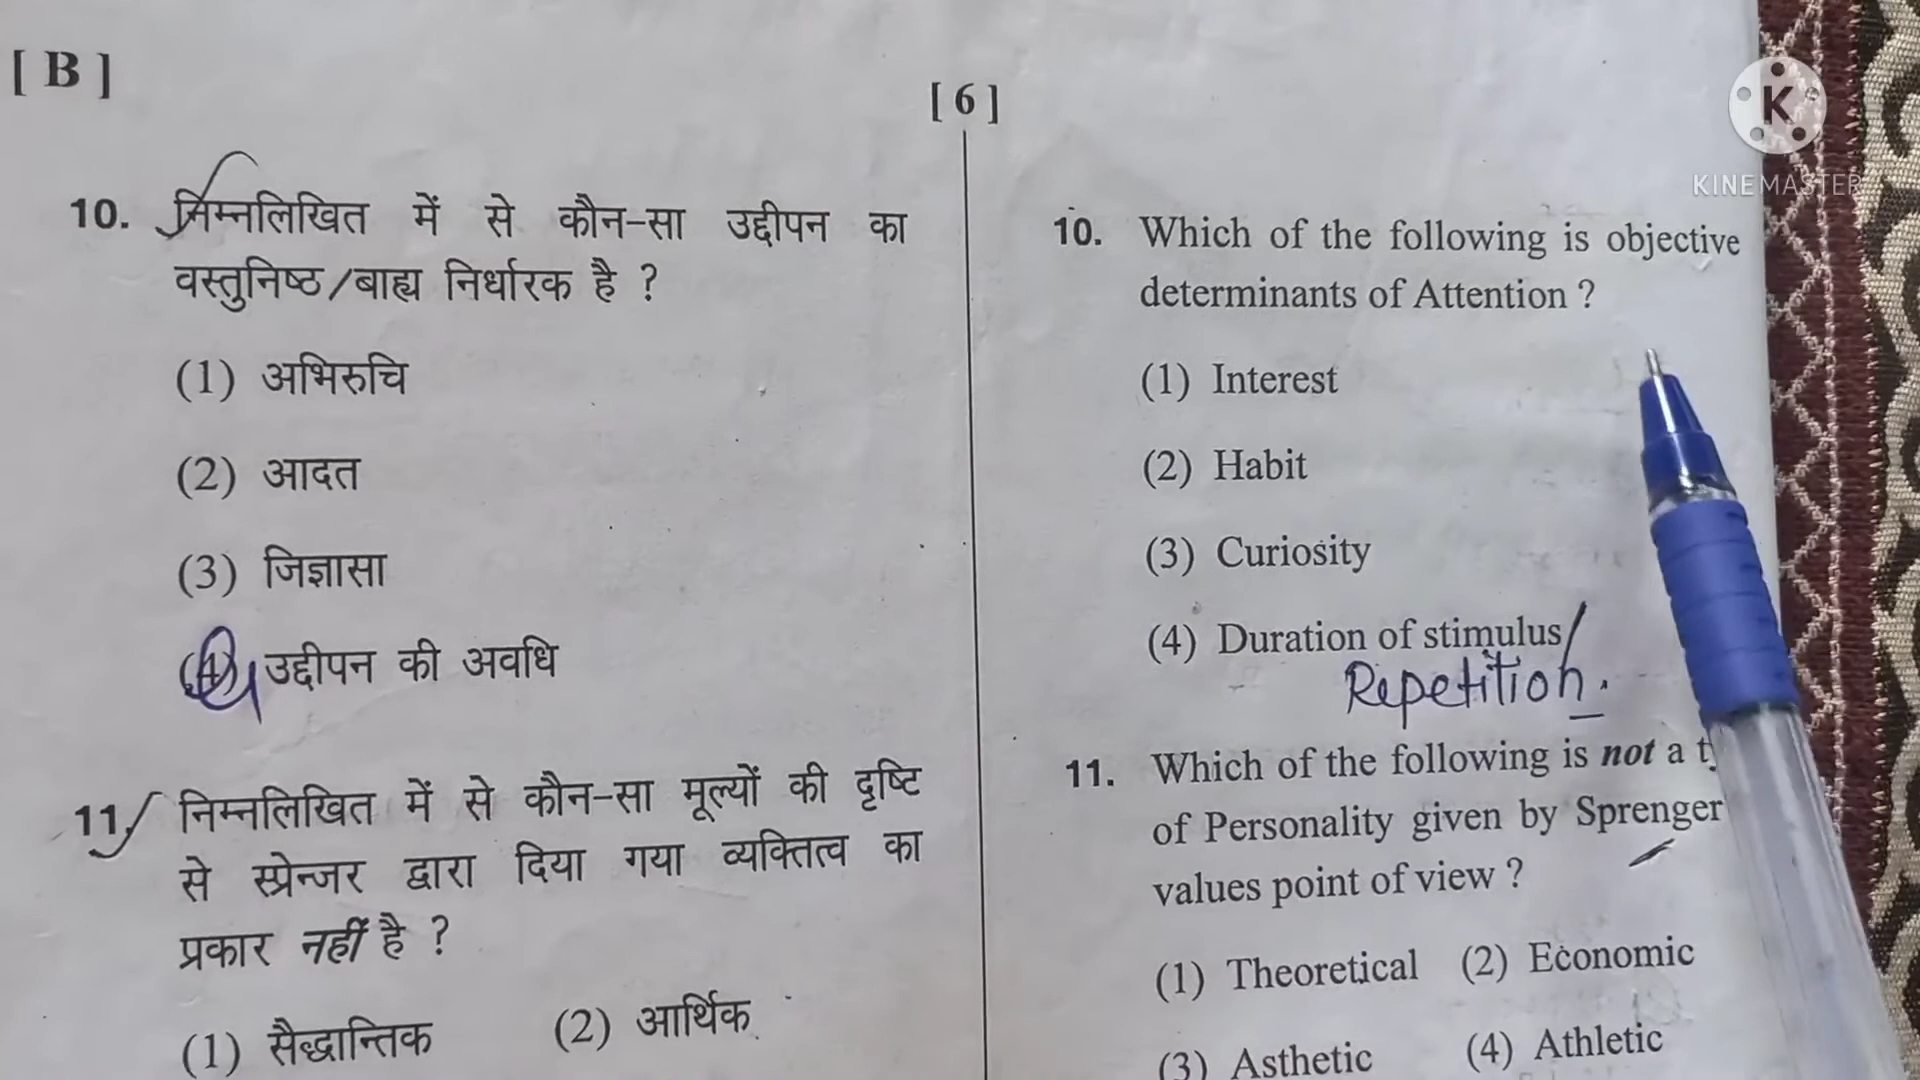 [ B ]
[ 6 ]
10. निम्नलिखित में से कौन-सा उद्दीपन का
वस्तुनिष्ठ/बाह्य निर्धारक है ?
(1) अभिरुचि
(2) आदत
(3) जिज्ञासा
(4) उद्दीपन की अवधि
11. निम्नलिखित में से कौन-सा मूल्यों की दृष्टि
से स्प्रेन्जर द्वारा दिया गया व्यक्तित्व का
प्रकार नहीं है ?
(1) सैद्धान्तिक (2) आर्थिक
10. Which of the following is objective
determinants of Attention ?
(1) Interest
(2) Habit
(3) Curiosity
(4) Duration of stimulus/
Repetition.
11. Which of the following is not a
of Personality given by Sprenger
values point of view ?
(1) Theoretical (2) Economic
(3) Asthetic (4) Athletic
K
KINEMASTER